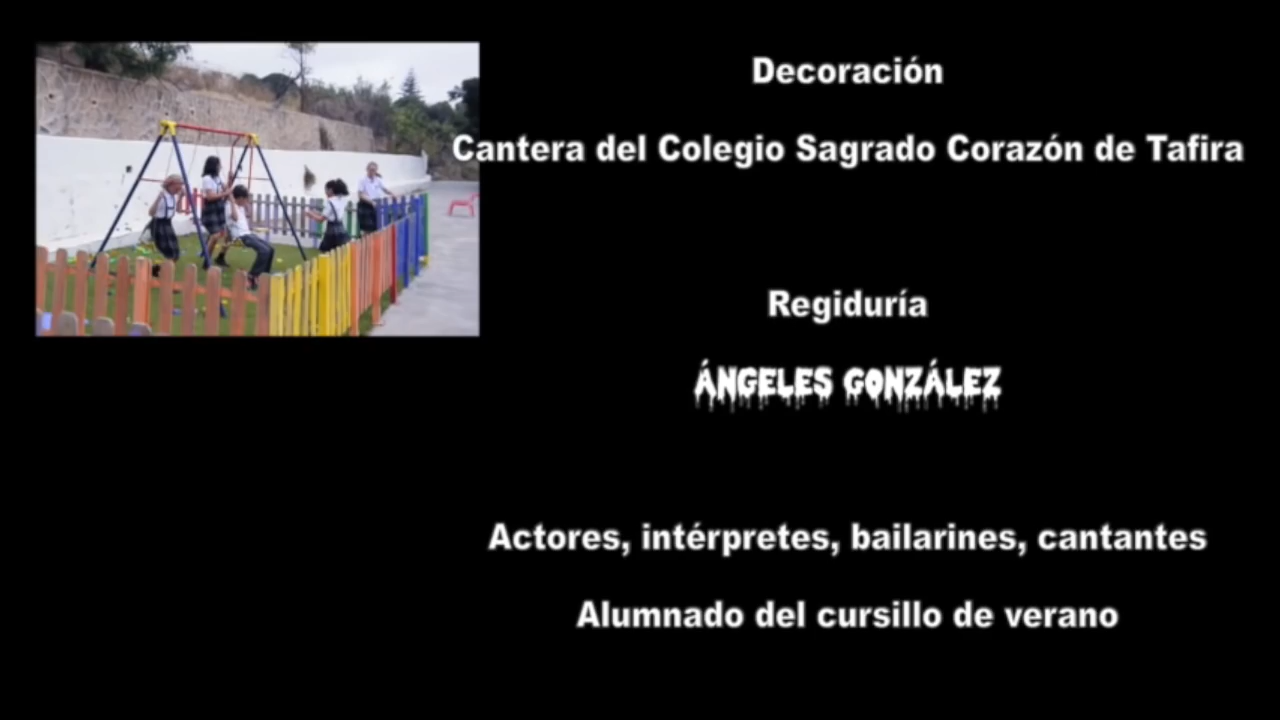 Decoración
Cantera del Colegio Sagrado Corazón de Tafira
Regiduría
ÁNGELES GONZÁLEZ
Actores, intérpretes, bailarines, cantantes
Alumnado del cursillo de verano